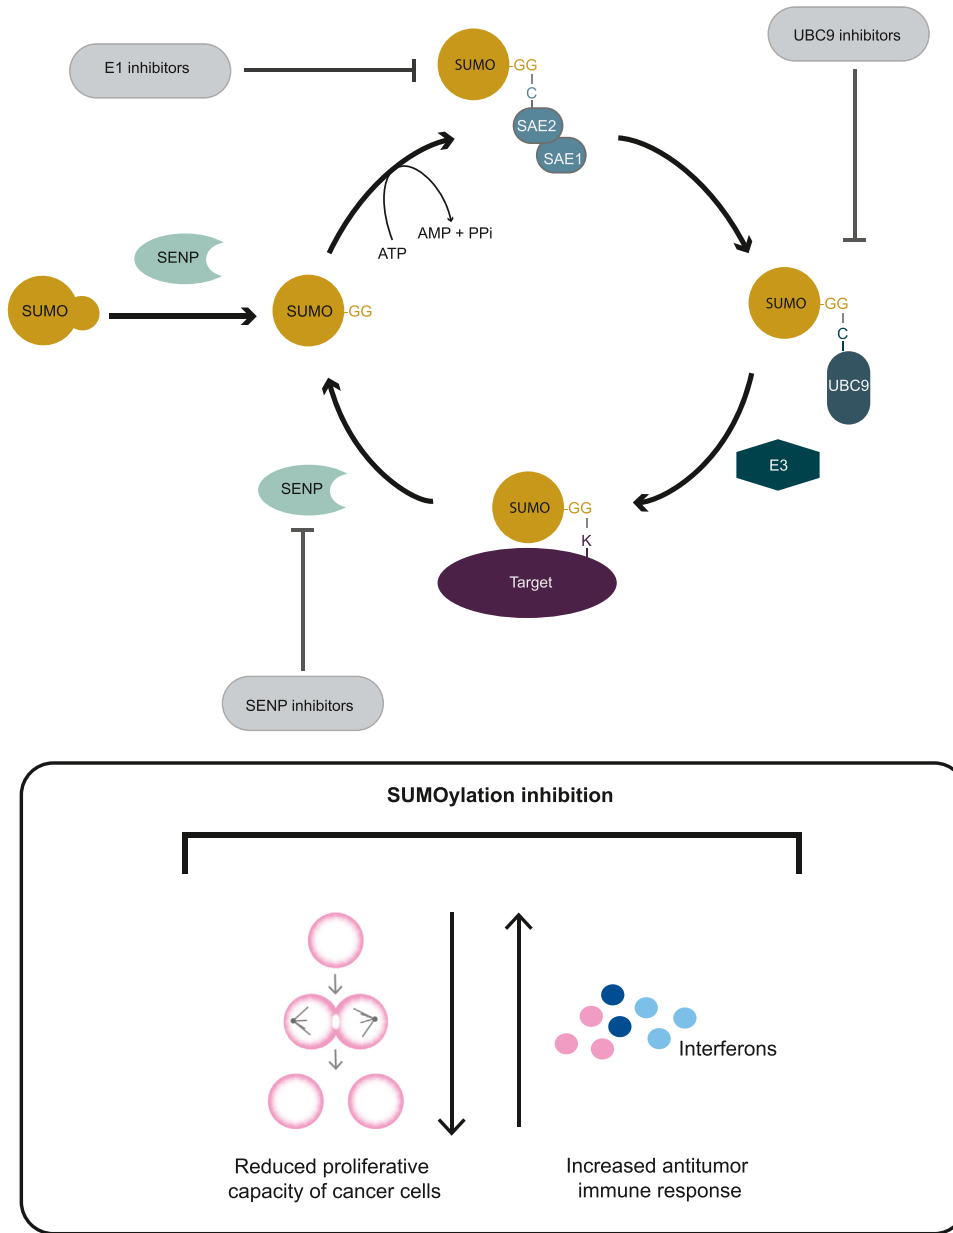 E1 inhibitors
SUMO
-GG
C
SAE2
SAE1
UBC9 inhibitors
ATP
AMP + PPi
SENP
SUMO
SUMO
-GG
SUMO
-GG
C
UBC9
E3
SENP
SUMO
-GG
K
Target
SENP inhibitors
SUMOylation inhibition
Interferons
Reduced proliferative
capacity of cancer cells
Increased antitumor
immune response